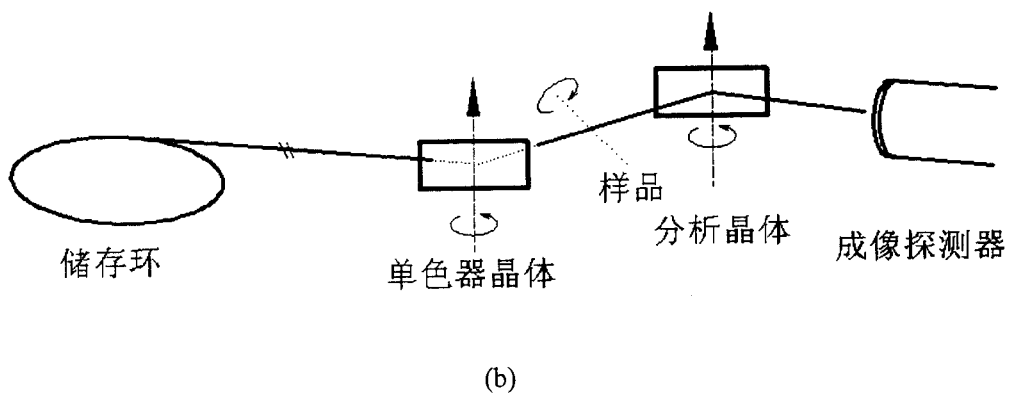 样品
分析晶体
成像探测器
储存环
单色器晶体
(b)